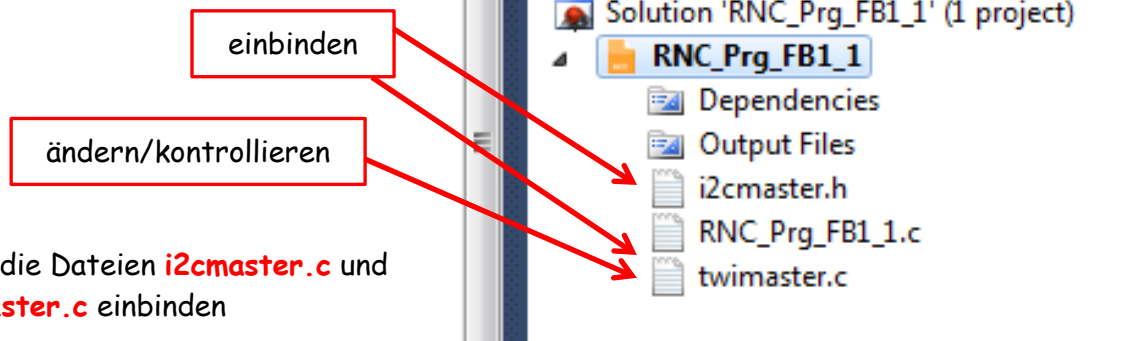 Solution 'RNC_Prg_FB1_1' (1 project)
einbinden
RNC_Prg_FB1_1
Dependencies
ändern/kontrollieren
Output Files
i2cmaster.h
RNC_Prg_FB1_1.c
die Dateien i2cmaster.c und
twimaster.c
ster.c einbinden